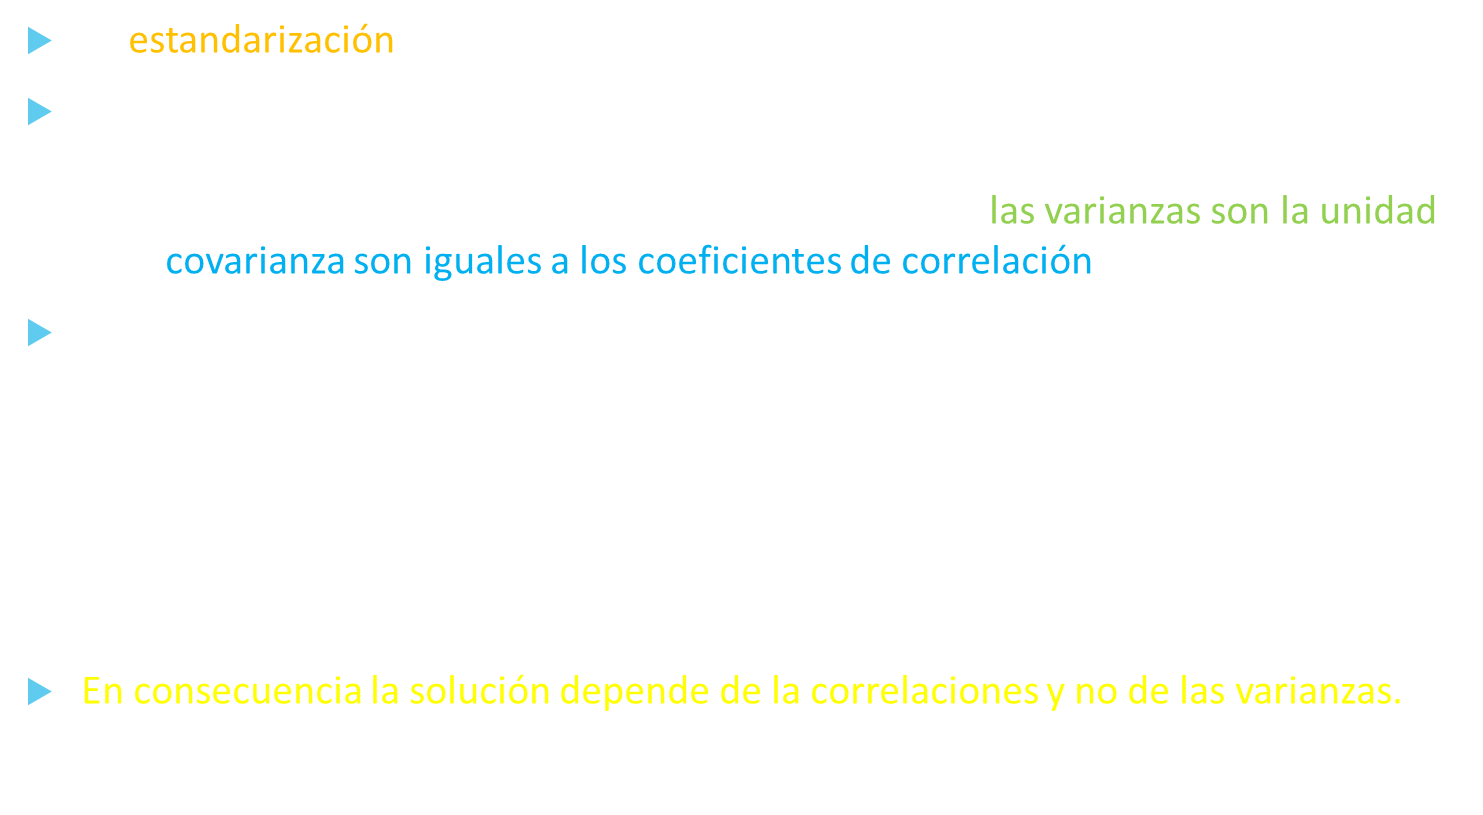 estandarización
las varianzas son la unidad
covarianza son iguales a los coeficientes de correlación
En consecuencia la solución depende de la correlaciones y no de las varianzas.